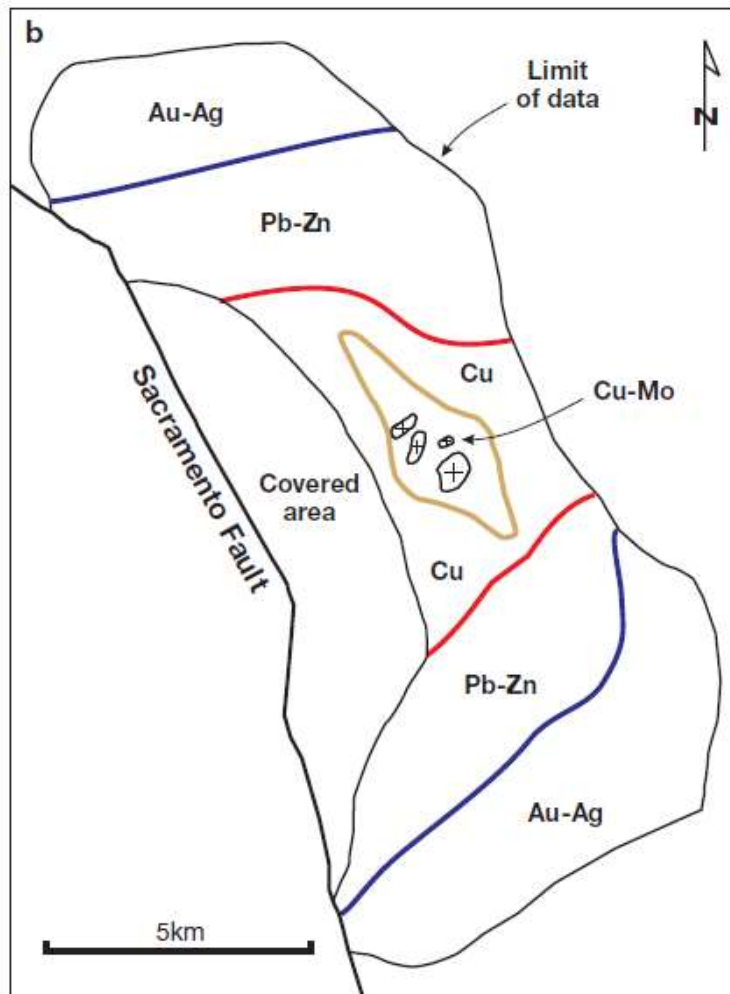 b
Limit
of data
N
Au-Ag
Pb-Zn
Cu
Cu-Mo
Sacramento Fault
Covered
area
Cu
Pb-Zn
Au-Ag
5km